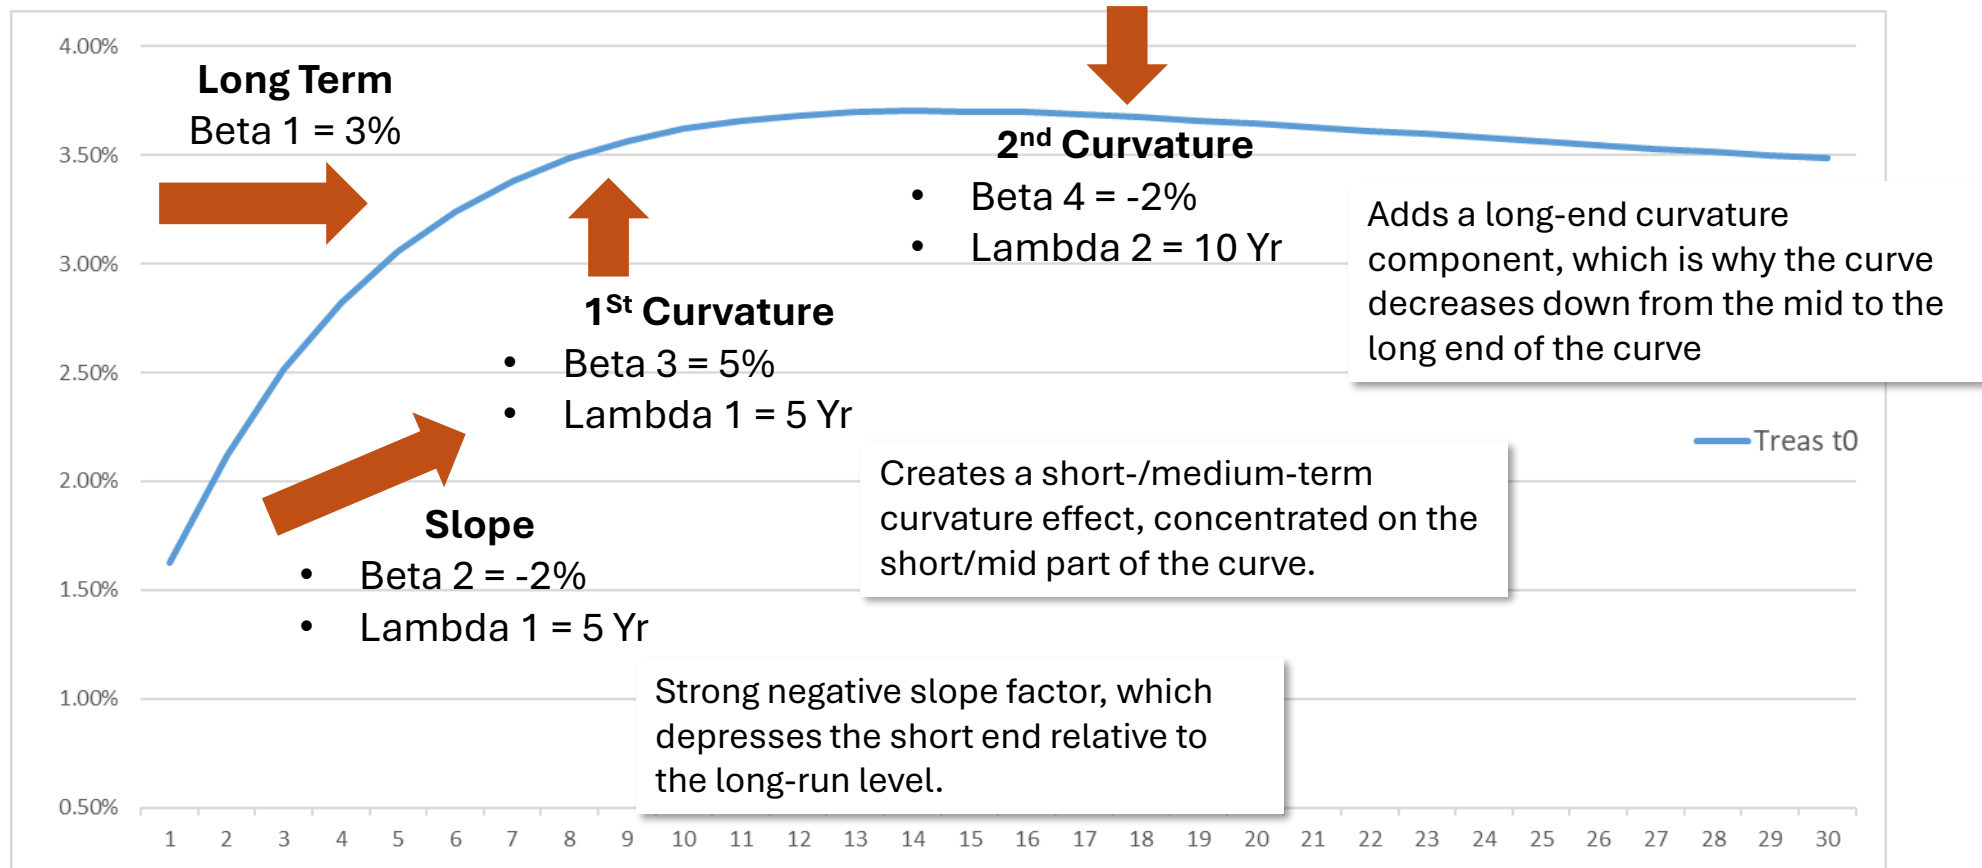 4.00%
3.50%
3.00%
2.50%
2.00%
1.50%
1.00%
0.50%
Long Term
Beta 1 = 3%
2nd Curvature
• Beta 4 = -2%
• Lambda 2 = 10 Yr
Adds a long-end curvature
component, which is why the curve
decreases down from the mid to the
long end of the curve
1St Curvature
• Beta 3 = 5%
• Lambda 1 = 5 Yr
Treas t0
Creates a short-/medium-term
curvature effect, concentrated on the
short/mid part of the curve.
Slope
• Beta 2 = -2%
• Lambda 1 = 5 Yr
Strong negative slope factor, which
depresses the short end relative to
the long-run level.
1 2 3 4 5 6 7 8 9 10 11 12 13 14 15 16 17 18 19 20 21 22 23 24 25 26 27 28 29 30